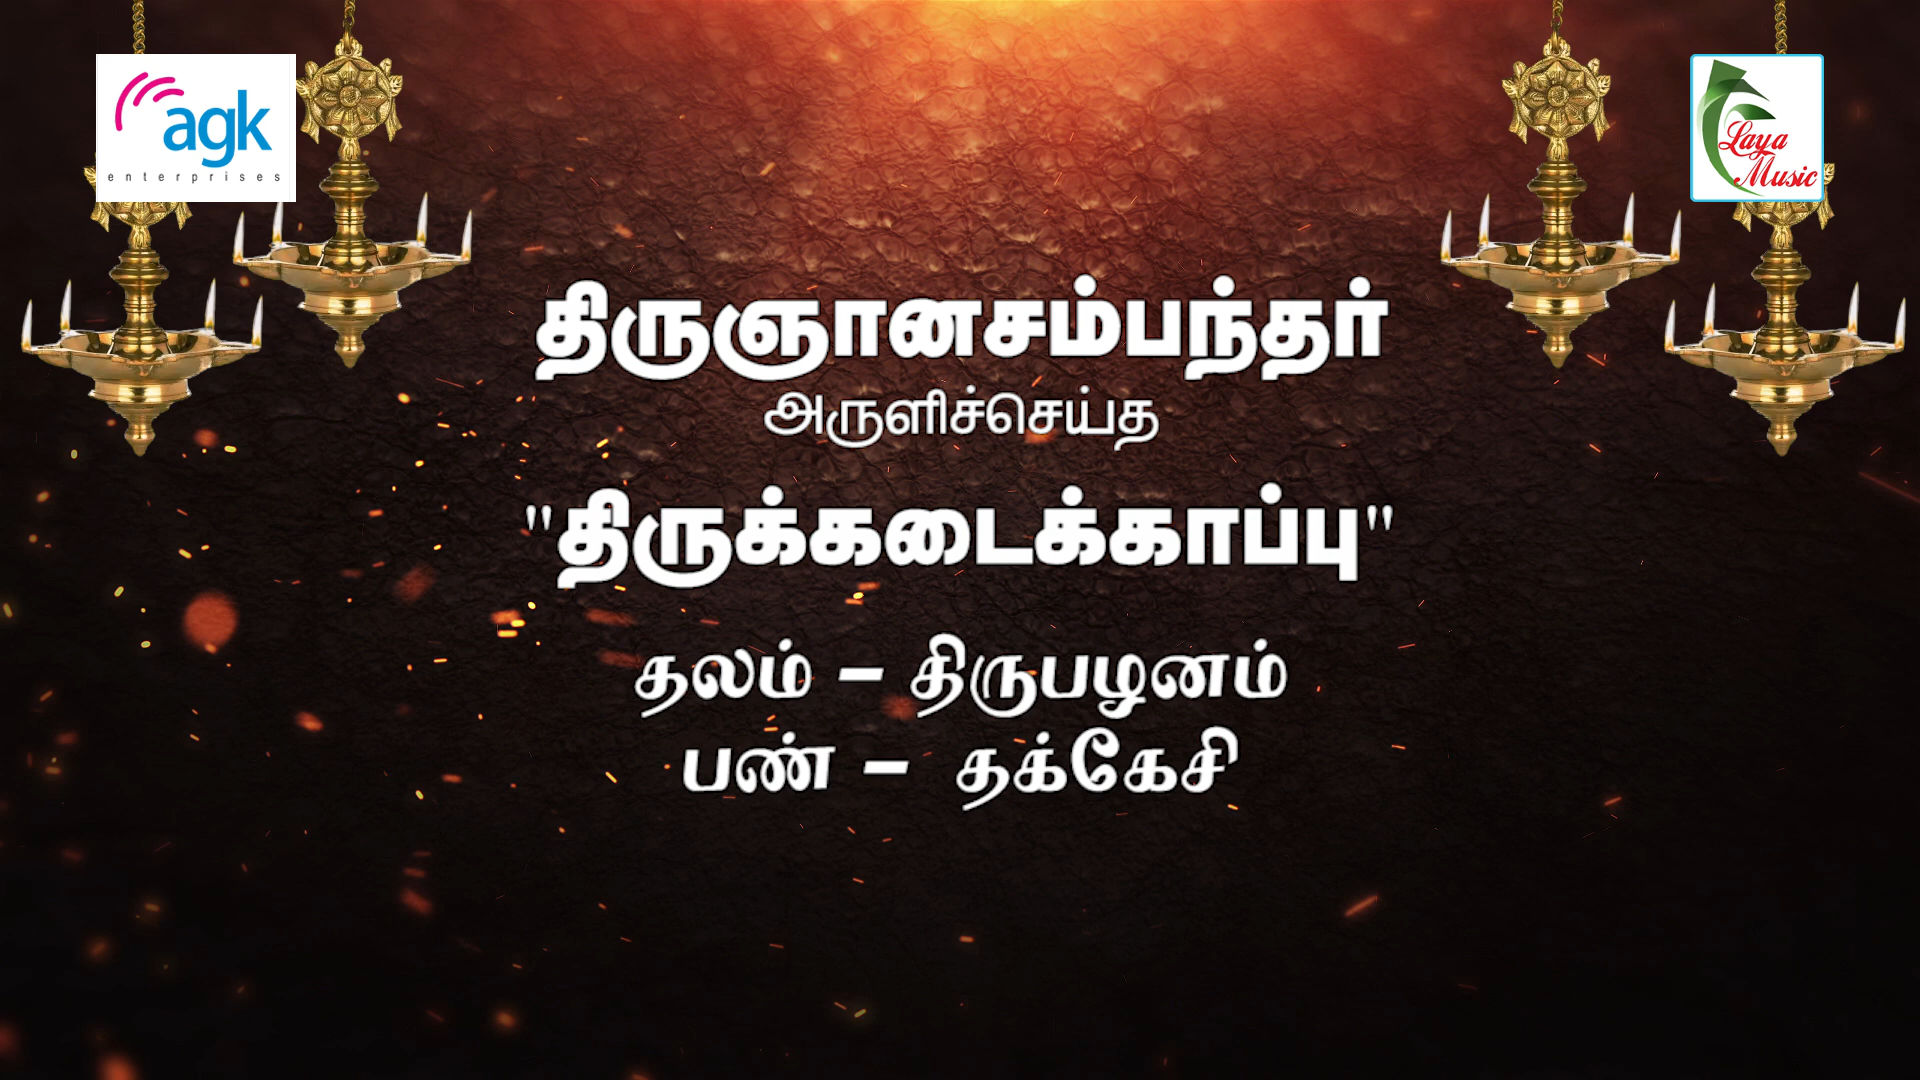 agk
enterprises
Laya
Music
திருஞானசம்பந்தர்
அருளிச்செய்த
"திருக்கடைக்காப்பு"
தலம் – திருபழனம்
பண் – தக்கேசி